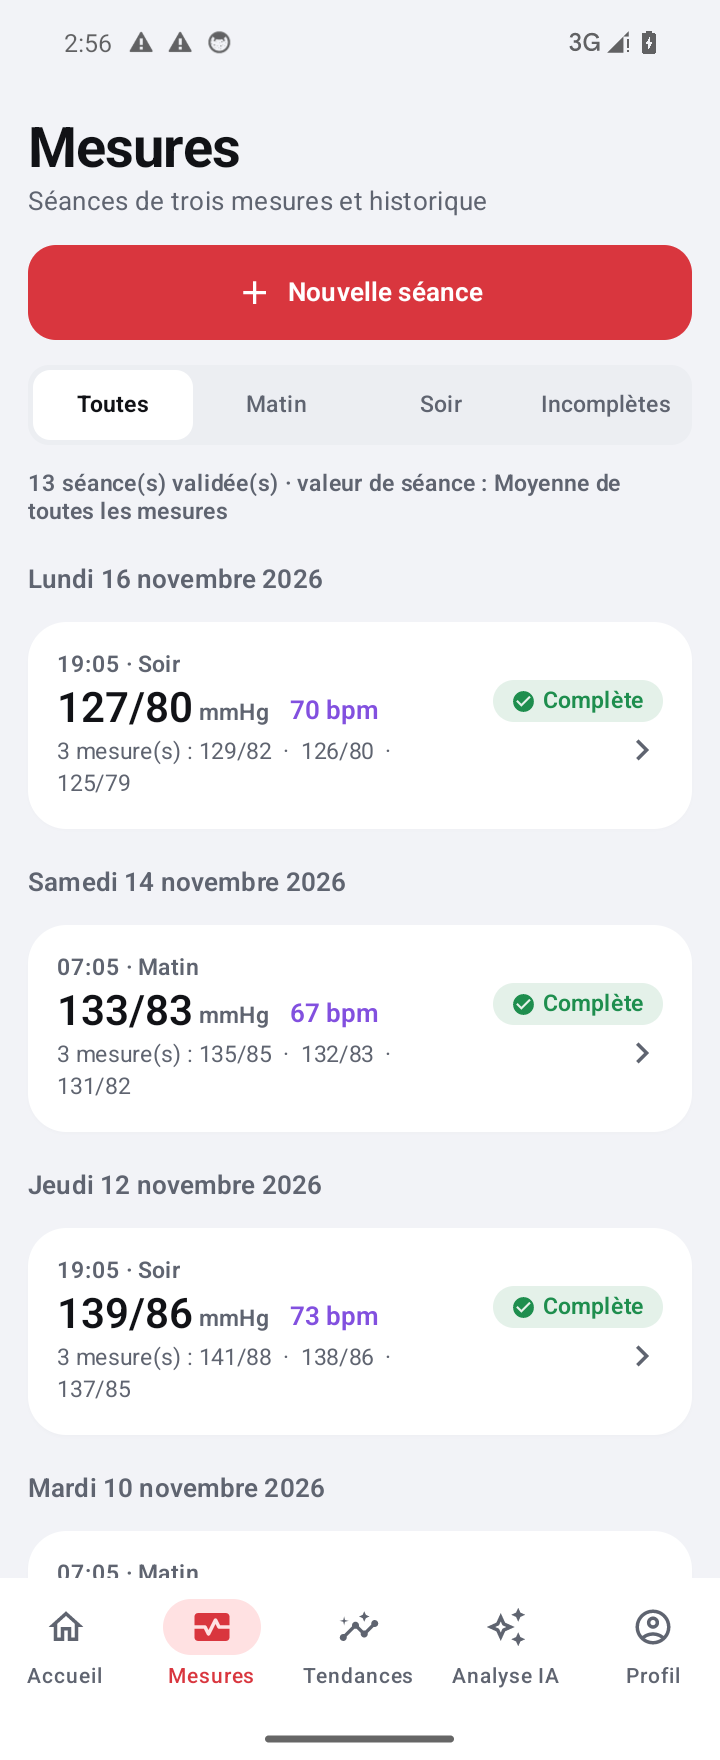 2:56
3G
Mesures
Séances de trois mesures et historique
Nouvelle séance
Toutes
Matin
Soir
Incomplètes
13 séance(s) validée(s) · valeur de séance : Moyenne de
toutes les mesures
Lundi 16 novembre 2026
19:05 · Soir
127/80 mmHg 70 bpm
Complète
3 mesure(s) : 129/82 · 126/80 ·
125/79
Samedi 14 novembre 2026
07:05 · Matin
133/83 mmHg 67 bpm
Complète
3 mesure(s) : 135/85 · 132/83 ·
131/82
Jeudi 12 novembre 2026
19:05 · Soir
139/86 mmHg 73 bpm
Complète
3 mesure(s) : 141/88 · 138/86 ·
137/85
Mardi 10 novembre 2026
07:05 · Matin
Accueil
Mesures
Tendances
Analyse IA
Profil